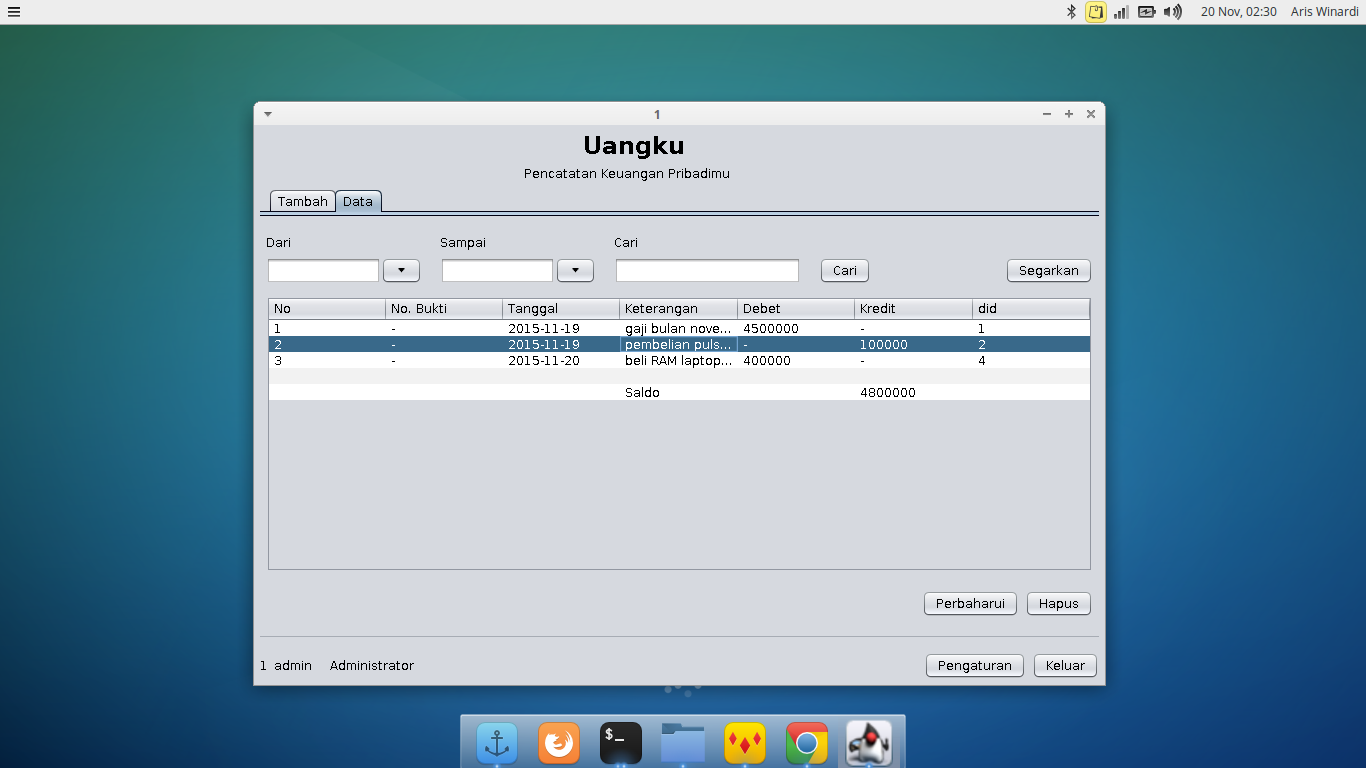 20 Nov, 02:30 Aris Winardi
1
Uangku
Pencatatan Keuangan Pribadimu
Tambah Data
Dari Sampai Cari
Cari Segarkan
No No. Bukti Tanggal Keterangan Debet Kredit did
1 - 2015-11-19 gaji bulan nove... 4500000 - 1
2 - 2015-11-19 pembelian puls... - 100000 2
3 - 2015-11-20 beli RAM laptop... 400000 - 4
Saldo 4800000
Perbaharui Hapus
1 admin Administrator Pengaturan Keluar
$_